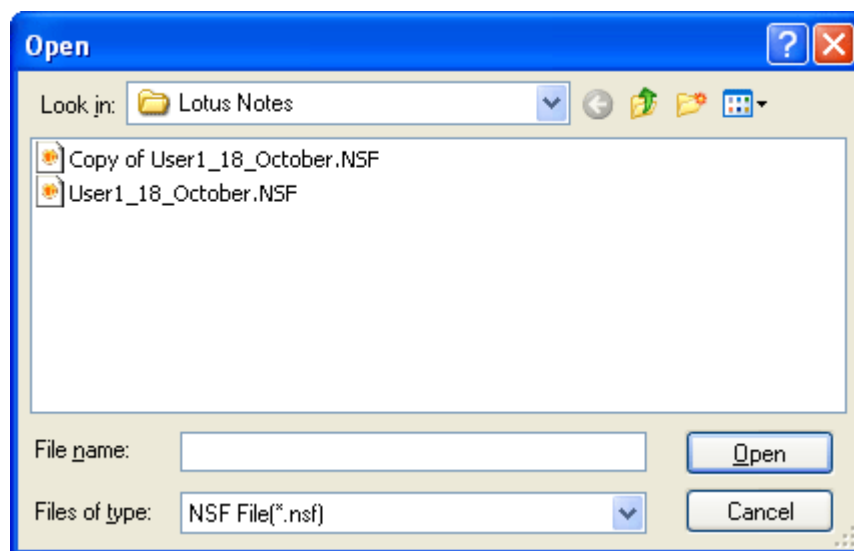 Open
Look in: Lotus Notes
Copy of User1_18_October.NSF
User1_18_October.NSF
File name:
Open
Files of type: NSF File(*.nsf)
Cancel